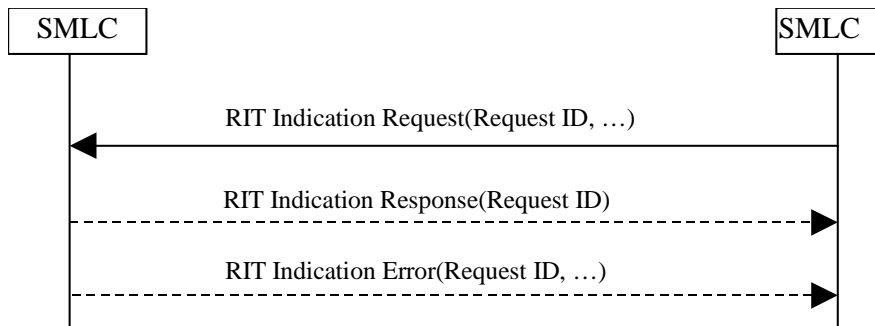 SMLC
SMLC
RIT Indication Request(Request ID, …)
RIT Indication Response(Request ID)
RIT Indication Error(Request ID, …)